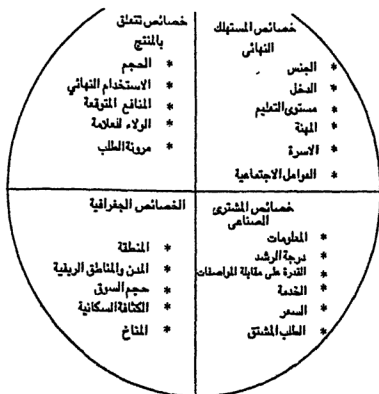 خصائص المستهلك
النهائى
* الجنس
* الدخل
* مستوى التعليم
* المهنة
* الاسرة
* العوامل الاجتماعية
خصائص تتعلق
بالمنتج
* الحجم
* الاستخدام النهائي
* المنافع المتوقعة
* الولاء للعلامة
* مرونة الطلب
خصائص المشترى
الصناعى
* المعلومات
* درجة الرشد
* القدرة على مقابلة المواصفات
* الخدمة
* السعر
* الطلب المشتق
الخصائص الجغرافية
* المنطقة
* المدن والمناطق الريفية
* حجم السوق
* الكثافة السكانية
* المناخ